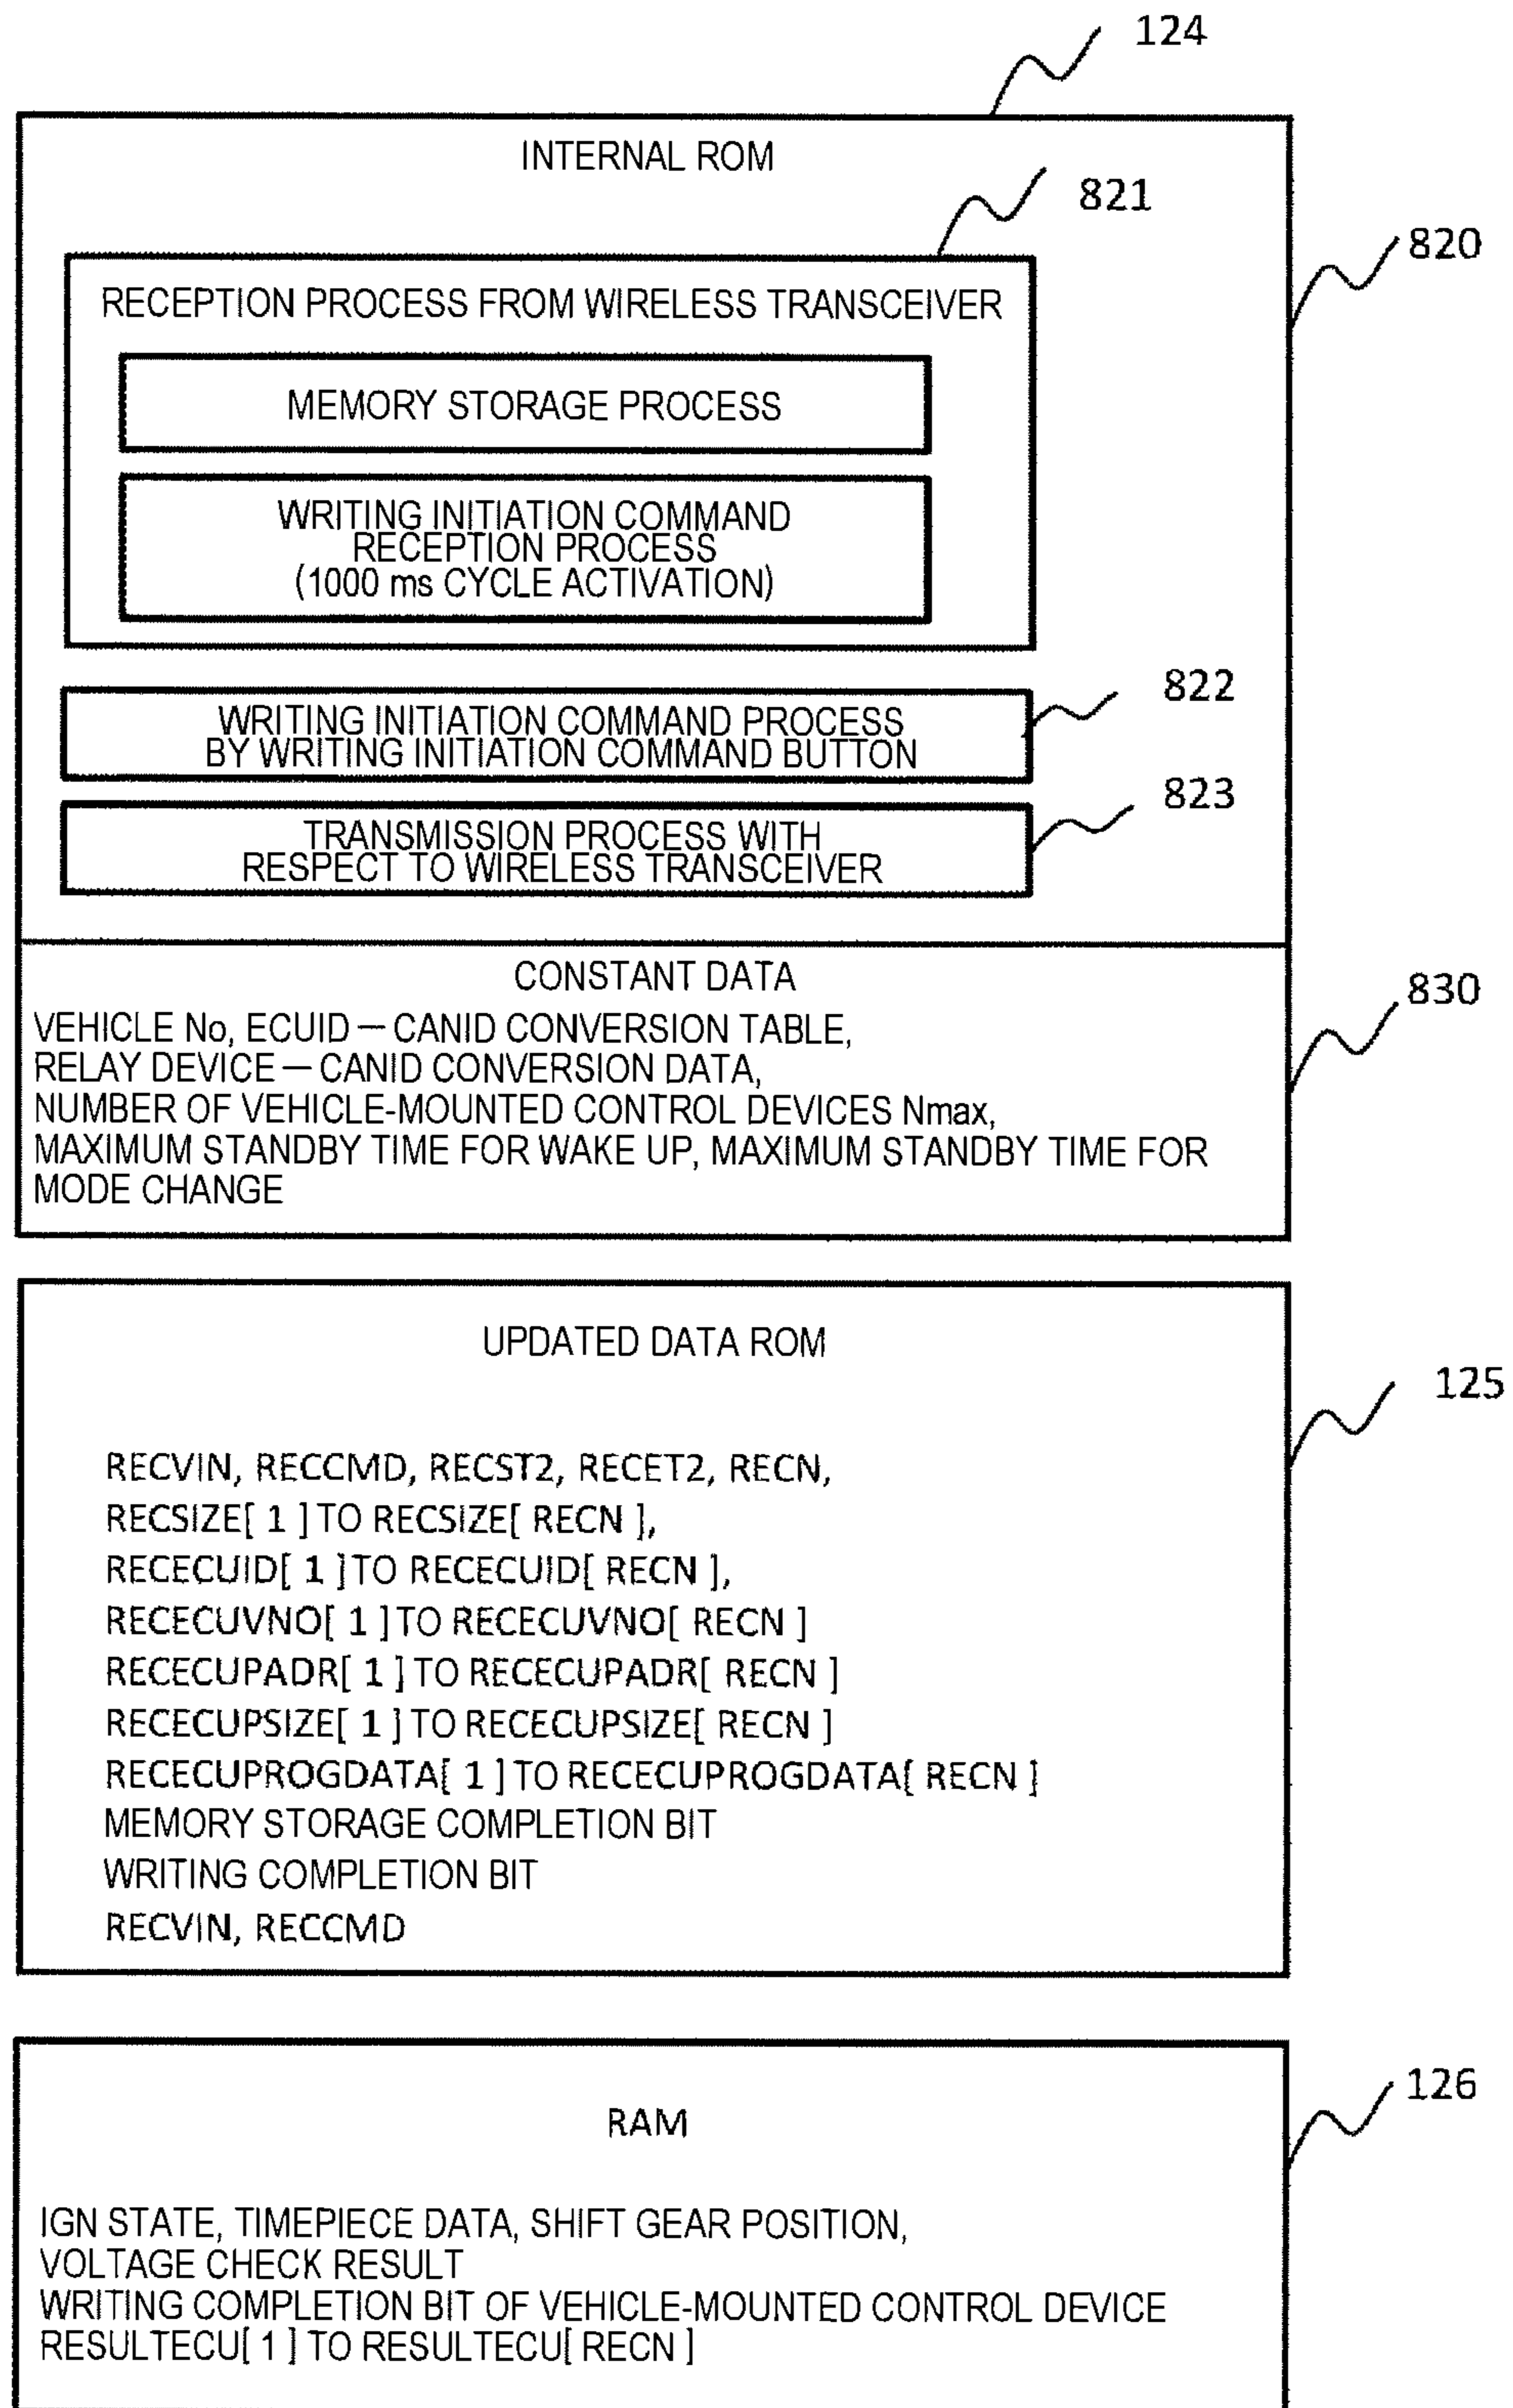 124
INTERNAL ROM
821
820
RECEPTION PROCESS FROM WIRELESS TRANSCEIVER
MEMORY STORAGE PROCESS
WRITING INITIATION COMMAND
RECEPTION PROCESS
(1000 ms CYCLE ACTIVATION)
822
WRITING INITIATION COMMAND PROCESS
BY WRITING INITIATION COMMAND BUTTON
823
TRANSMISSION PROCESS WITH
RESPECT TO WIRELESS TRANSCEIVER
CONSTANT DATA
830
VEHICLE No, ECUID — CANID CONVERSION TABLE,
RELAY DEVICE — CANID CONVERSION DATA,
NUMBER OF VEHICLE-MOUNTED CONTROL DEVICES Nmax,
MAXIMUM STANDBY TIME FOR WAKE UP, MAXIMUM STANDBY TIME FOR
MODE CHANGE
UPDATED DATA ROM
125
RECVIN, RECCMD, RECST2, RECET2, RECN,
RECSIZE[ 1 ] TO RECSIZE[ RECN ],
RECECUID[ 1 ] TO RECECUID[ RECN ],
RECECUVNO[ 1 ] TO RECECUVNO[ RECN ]
RECECUPADR[ 1 ] TO RECECUPADR[ RECN ]
RECECUPSIZE[ 1 ] TO RECECUPSIZE[ RECN ]
RECECUPROGDATA[ 1 ] TO RECECUPROGDATA[ RECN ]
MEMORY STORAGE COMPLETION BIT
WRITING COMPLETION BIT
RECVIN, RECCMD
126
RAM
IGN STATE, TIMEPIECE DATA, SHIFT GEAR POSITION,
VOLTAGE CHECK RESULT
WRITING COMPLETION BIT OF VEHICLE-MOUNTED CONTROL DEVICE
RESULTECU[ 1 ] TO RESULTECU[ RECN ]